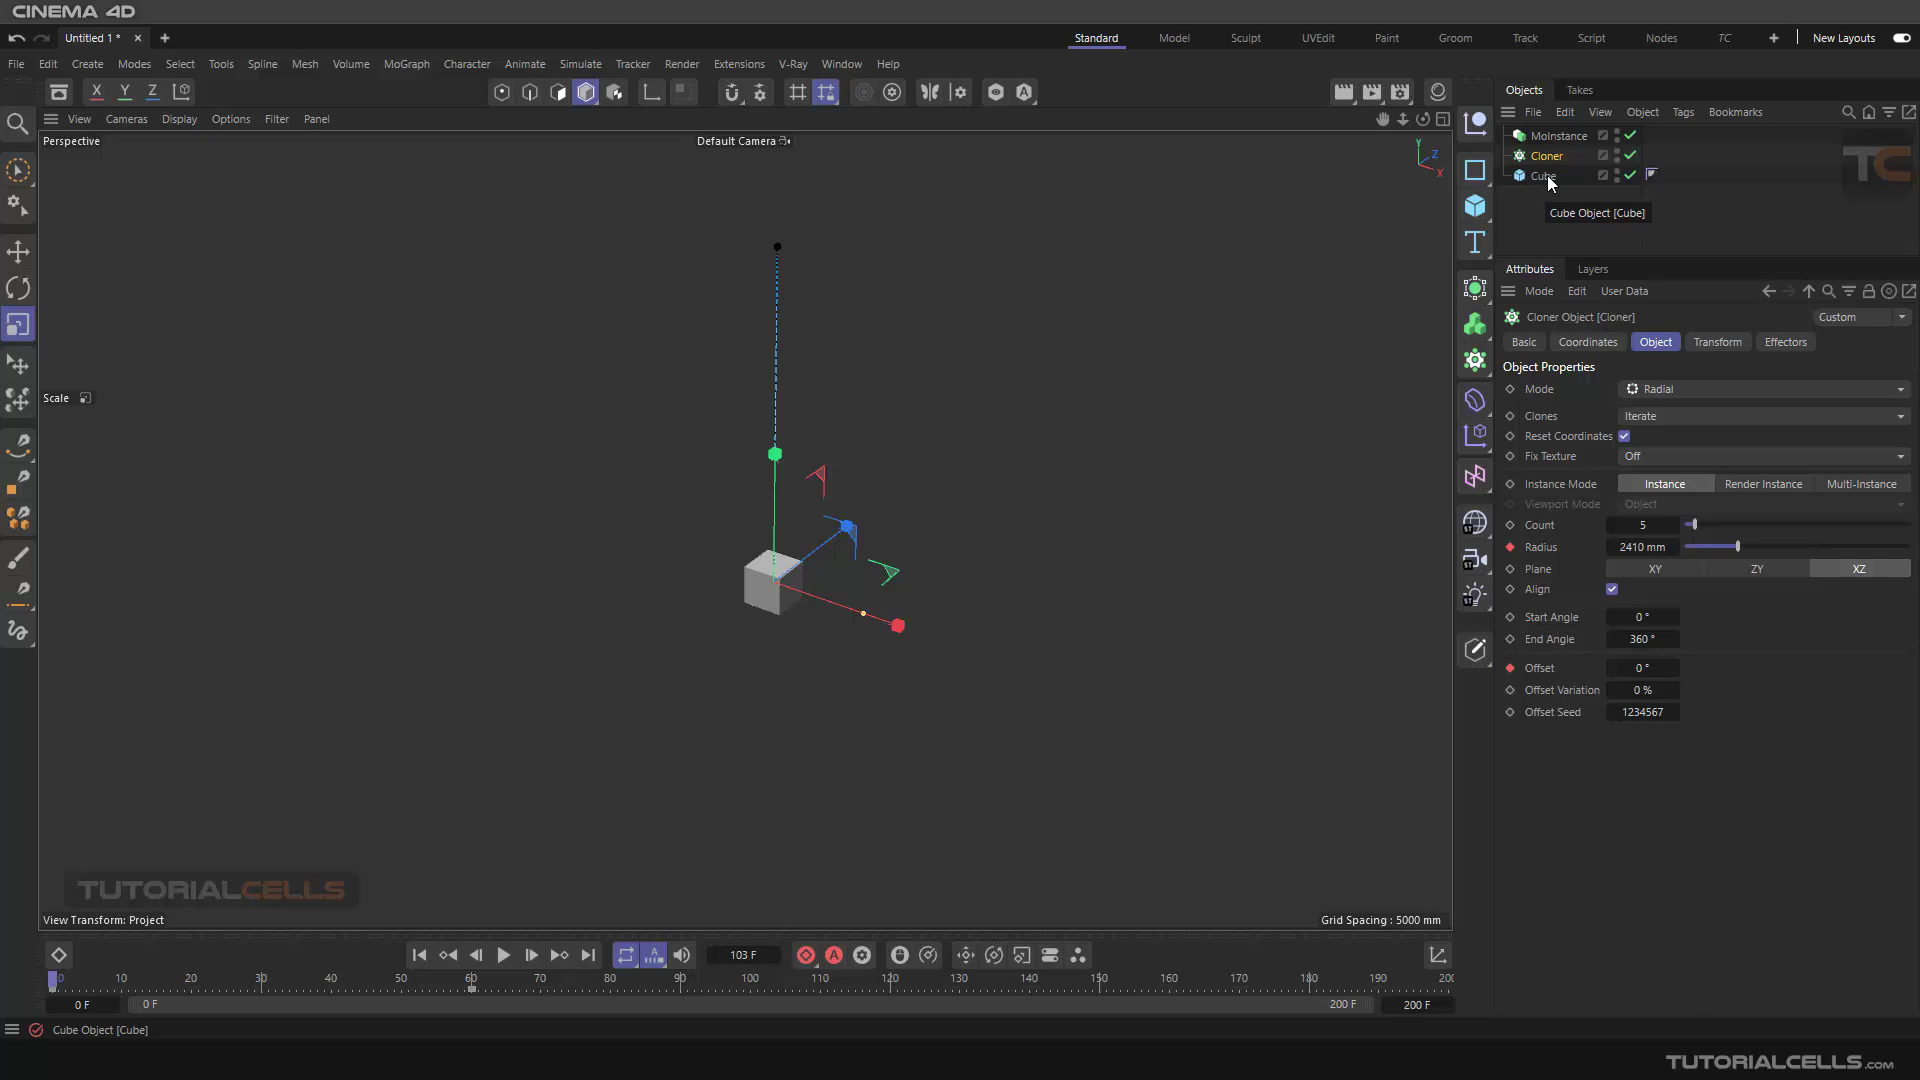 CINEMA 4D
Untitled 1 *
Standard
Model
Sculpt
UVEdit
Paint
Groom
Track
Script
Nodes
TC
New Layouts
File Edit Create Modes Select Tools Spline Mesh Volume MoGraph Character Animate Simulate Tracker Render Extensions V-Ray Window Help
X Y Z
Objects Takes
File Edit View Object Tags Bookmarks
View Cameras Display Options Filter Panel
Perspective
Default Camera
Y
Z
X
MoInstance
Cloner
Cube
TC
Cube Object [Cube]
Attributes Layers
Mode Edit User Data
Cloner Object [Cloner]
Custom
Basic Coordinates Object Transform Effectors
Object Properties
Mode Radial
Clones Iterate
Reset Coordinates
Fix Texture Off
Instance Mode Instance Render Instance Multi-Instance
Viewport Mode Object
Count 5
Radius 2410 mm
Plane XY ZY XZ
Align
Start Angle 0 °
End Angle 360 °
Offset 0 °
Offset Variation 0 %
Offset Seed 1234567
Scale
TUTORIALCELLS
View Transform: Project
Grid Spacing : 5000 mm
103 F
0 10 20 30 40 50 60 70 80 90 100 110 120 130 140 150 160 170 180 190 200
0 F
0 F
200 F
200 F
Cube Object [Cube]
TUTORIALCELLS.COM